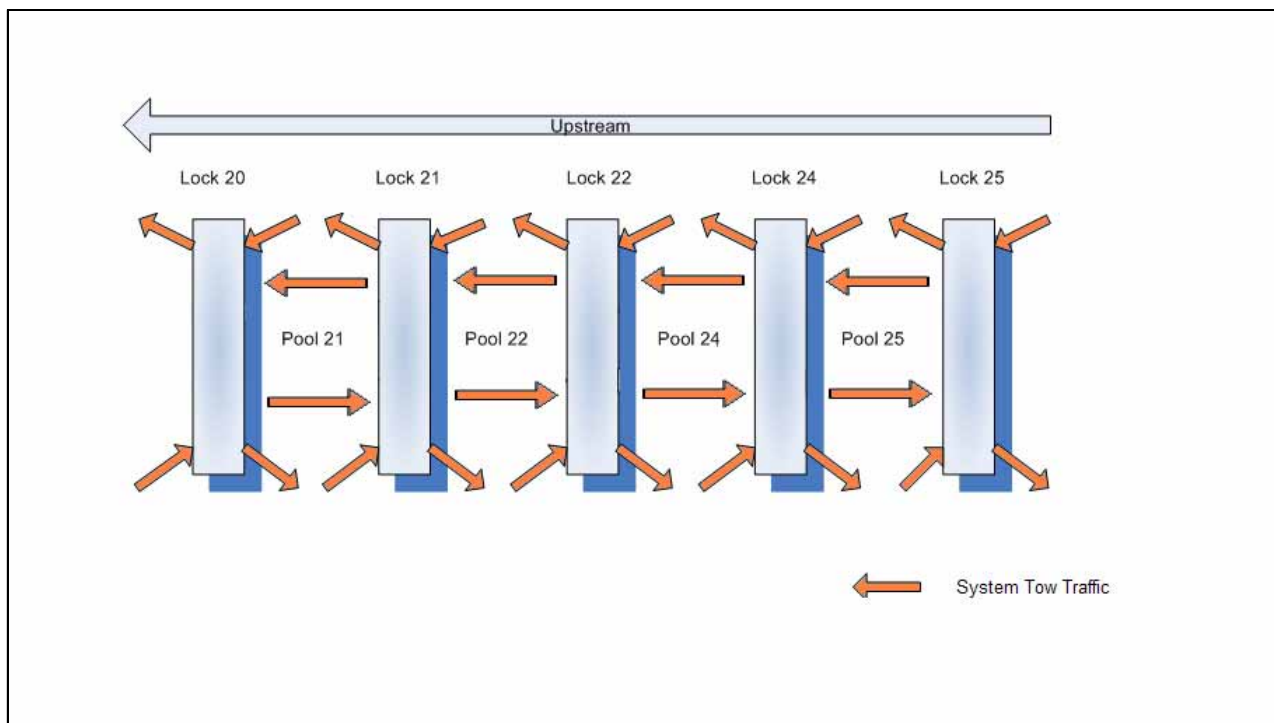 Upstream
Lock 20 Lock 21 Lock 22 Lock 24 Lock 25
Pool 21 Pool 22 Pool 24 Pool 25
System Tow Traffic